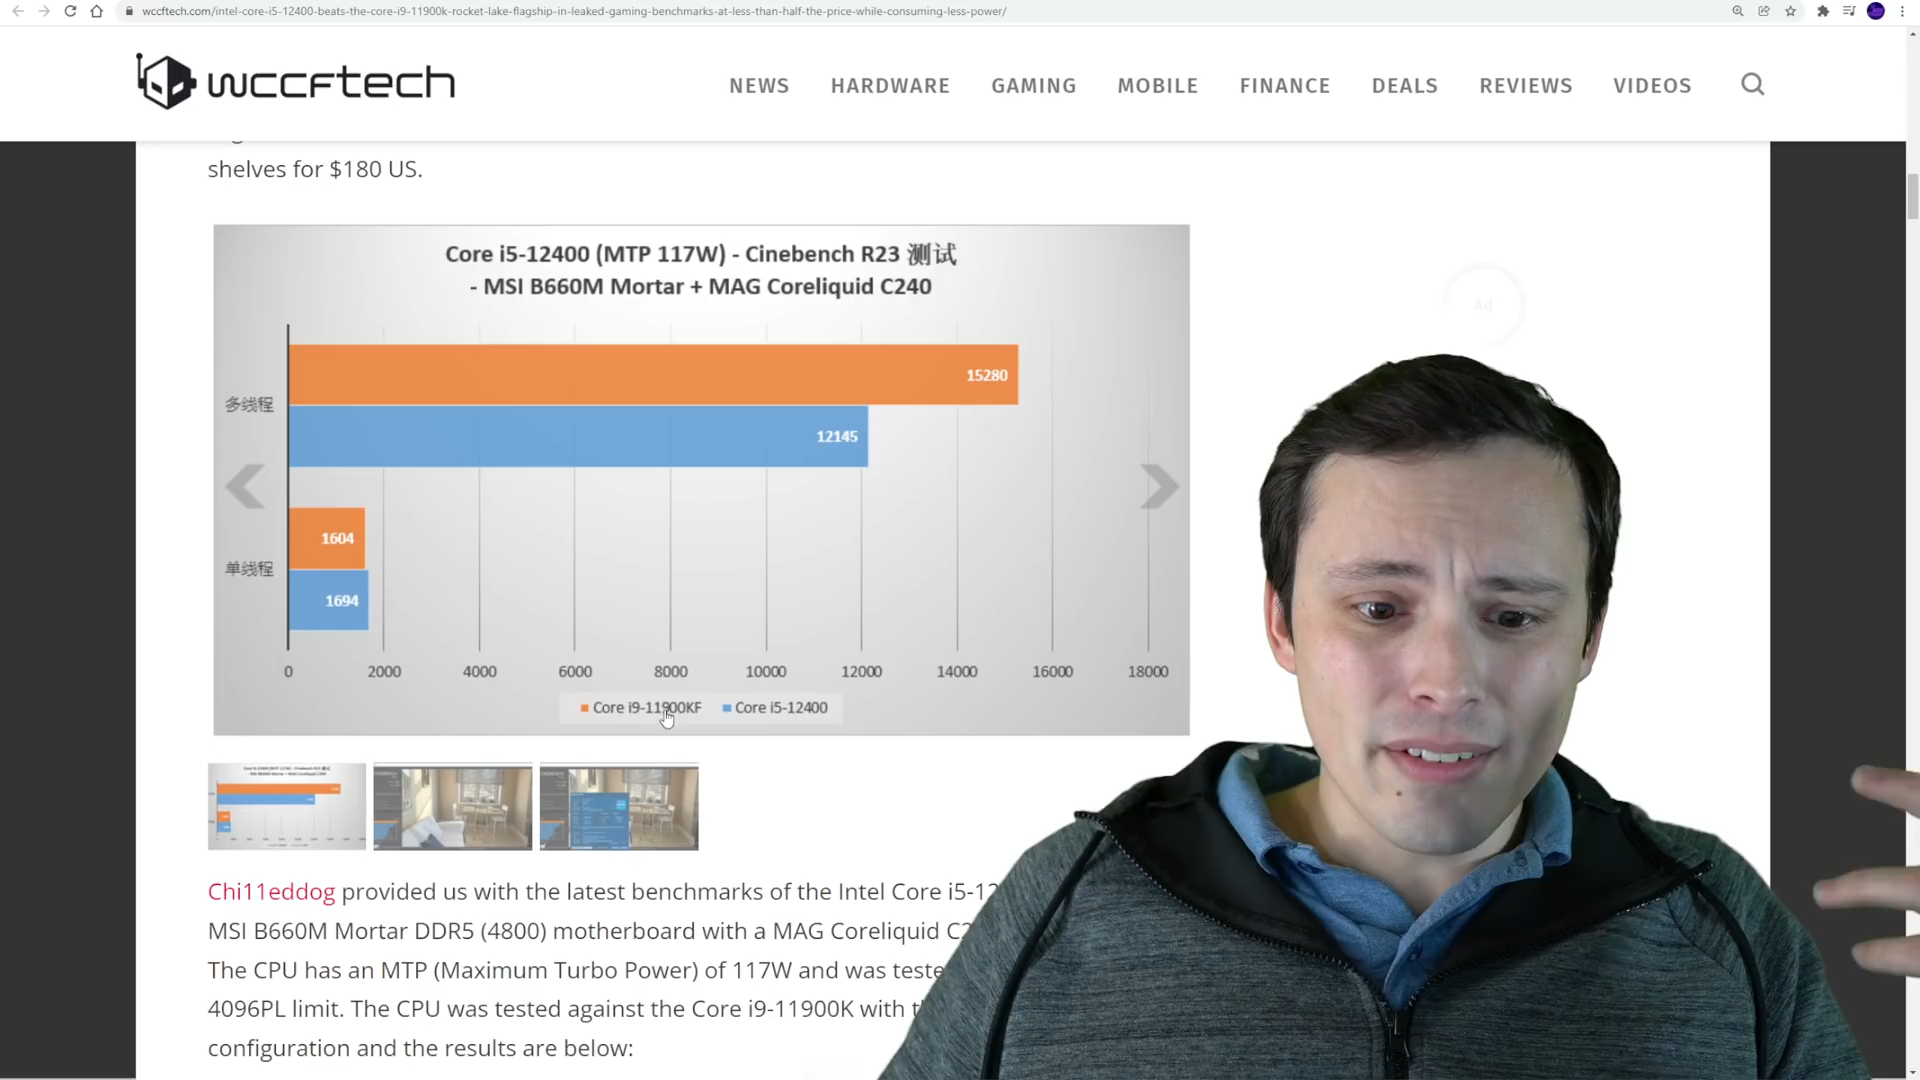 wccftech.com/intel-core-i5-12400-beats-the-core-i9-11900k-rocket-lake-flagship-in-leaked-gaming-benchmarks-at-less-than-half-the-price-while-consuming-less-power/
wccftech
NEWS
HARDWARE
GAMING
MOBILE
FINANCE
DEALS
REVIEWS
VIDEOS
shelves for $180 US.
Core i5-12400 (MTP 117W) - Cinebench R23 测试
- MSI B660M Mortar + MAG Coreliquid C240
多线程
15280
12145
单线程
1604
1694
0 2000 4000 6000 8000 10000 12000 14000 16000 18000
Core i9-11900KF Core i5-12400
Ad
Chi11eddog provided us with the latest benchmarks of the Intel Core i5-12
MSI B660M Mortar DDR5 (4800) motherboard with a MAG Coreliquid C2
The CPU has an MTP (Maximum Turbo Power) of 117W and was teste
4096PL limit. The CPU was tested against the Core i9-11900K with t
configuration and the results are below: